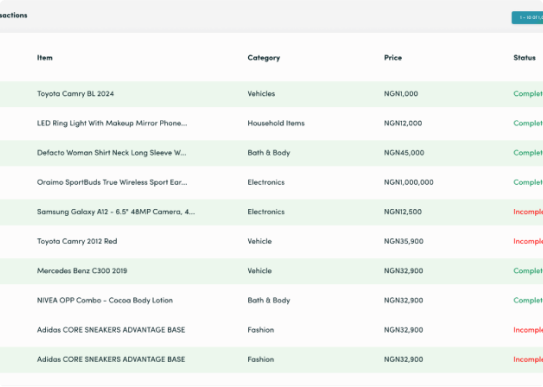 sactions
Item Category Price Status
Toyota Camry BL 2024 Vehicles NGN1,000 Complet
LED Ring Light With Makeup Mirror Phone... Household Items NGN12,000 Complet
Defacto Woman Shirt Neck Long Sleeve W... Bath & Body NGN45,000 Complet
Oraimo SportBuds True Wireless Sport Ear... Electronics NGN1,000,000 Complet
Samsung Galaxy A12 - 6.5" 48MP Camera, 4... Electronics NGN12,500 Incomple
Toyota Camry 2012 Red Vehicle NGN35,900 Incomple
Mercedes Benz C300 2019 Vehicle NGN32,900 Complet
NIVEA OPP Combo - Cocoa Body Lotion Bath & Body NGN32,900 Complet
Adidas CORE SNEAKERS ADVANTAGE BASE Fashion NGN32,900 Incomple
Adidas CORE SNEAKERS ADVANTAGE BASE Fashion NGN32,900 Incomple